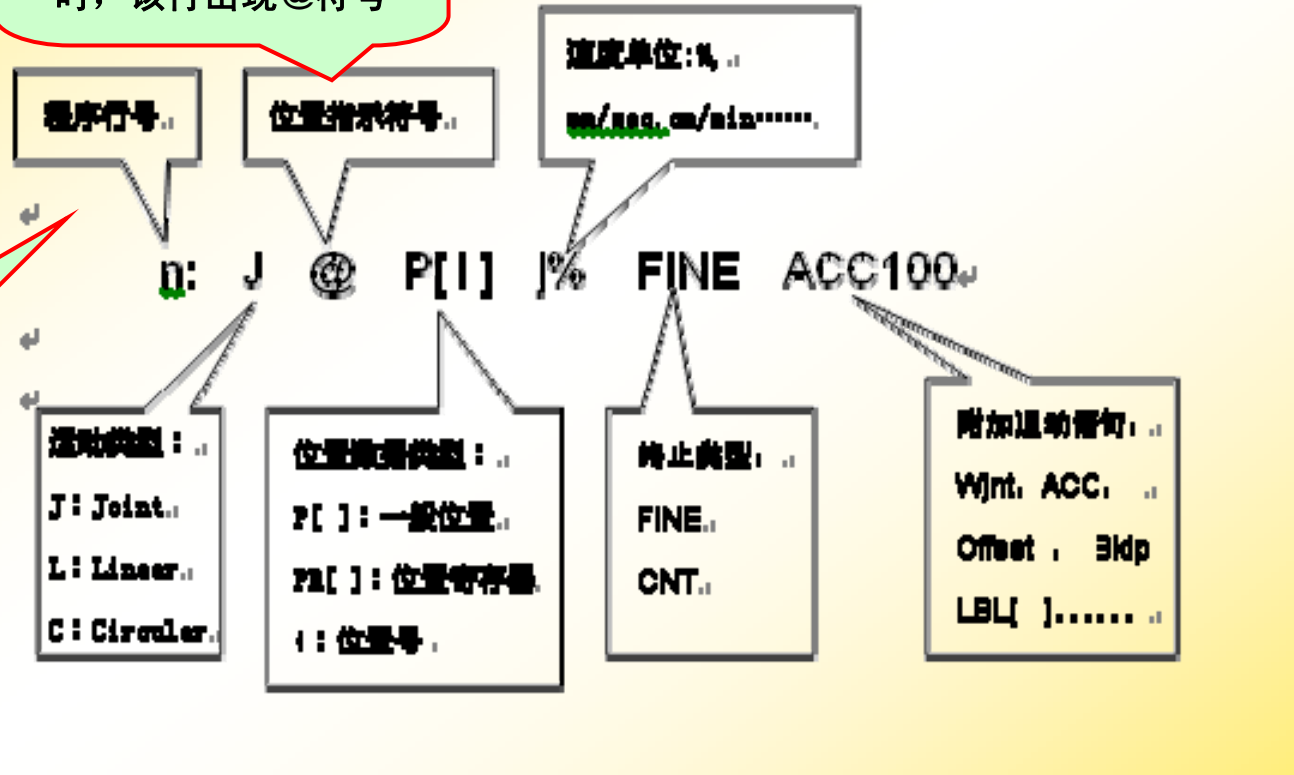 时，该行出现@符号
程序行号
位置指示符号
速度单位:%,
mm/sec,cm/min……
n: J @ P[I] j% FINE ACC100
运动类型：
J：Joint
L：Linear
C：Circular
位置数据类型：
P[ ]：一般位置
PR[ ]：位置寄存器
i：位置号
终止类型：
FINE
CNT
附加运动语句：
Wjnt，ACC，
Offset ， Skip
LBL[ ]……